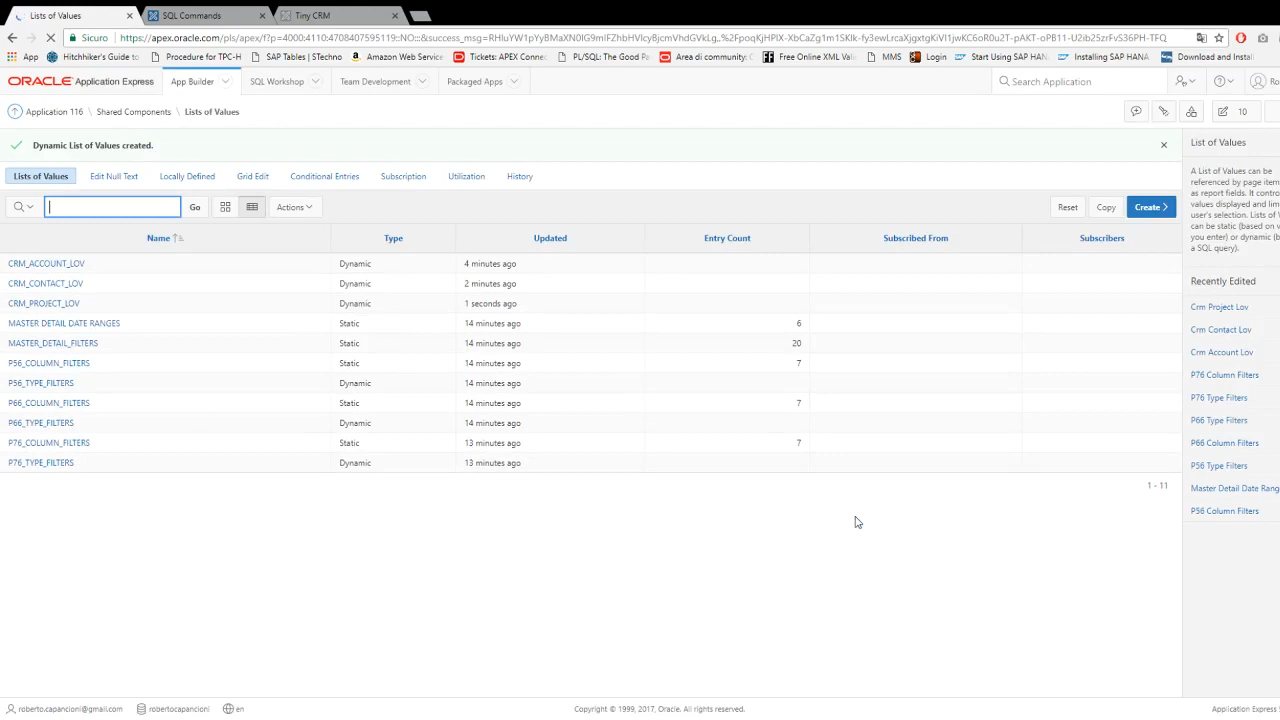 Lists of Values
SQL Commands
Tiny CRM
Sicuro https://apex.oracle.com/pls/apex/f?p=4000:4110:4708407595119::NO:::&success_msg=
App Hitchhiker's Guide to Procedure for TPC-H SAP Tables | STechno Amazon Web Service Tickets: APEX Connec PL/SQL: The Good Pa Area di community: Free Online XML Valid MMS Login Start Using SAP HANA Installing SAP HANA Download and Install
ORACLE Application Express App Builder SQL Workshop Team Development Packaged Apps Search Application
Application 116 \ Shared Components \ Lists of Values 10
Dynamic List of Values created.
Lists of Values Edit Null Text Locally Defined Grid Edit Conditional Entries Subscription Utilization History
Go Actions Reset Copy Create
Name Type Updated Entry Count Subscribed From Subscribers
CRM_ACCOUNT_LOV Dynamic 4 minutes ago
CRM_CONTACT_LOV Dynamic 2 minutes ago
CRM_PROJECT_LOV Dynamic 1 seconds ago
MASTER DETAIL DATE RANGES Static 14 minutes ago 6
MASTER_DETAIL_FILTERS Static 14 minutes ago 20
P56_COLUMN_FILTERS Static 14 minutes ago 7
P56_TYPE_FILTERS Dynamic 14 minutes ago
P66_COLUMN_FILTERS Static 14 minutes ago 7
P66_TYPE_FILTERS Dynamic 14 minutes ago
P76_COLUMN_FILTERS Static 13 minutes ago 7
P76_TYPE_FILTERS Dynamic 13 minutes ago
1 - 11
List of Values
A List of Values can be
referenced by page item
as report fields. It contro
values displayed and lim
user's selection. Lists of V
can be static (based on v
you enter) or dynamic (b
a SQL query).
Recently Edited
Crm Project Lov
Crm Contact Lov
Crm Account Lov
P76 Column Filters
P76 Type Filters
P66 Type Filters
P66 Column Filters
P56 Type Filters
Master Detail Date Rang
P56 Column Filters
roberto.capancioni@gmail.com robertocapancioni en Copyright © 1999, 2017, Oracle. All rights reserved. Application Express